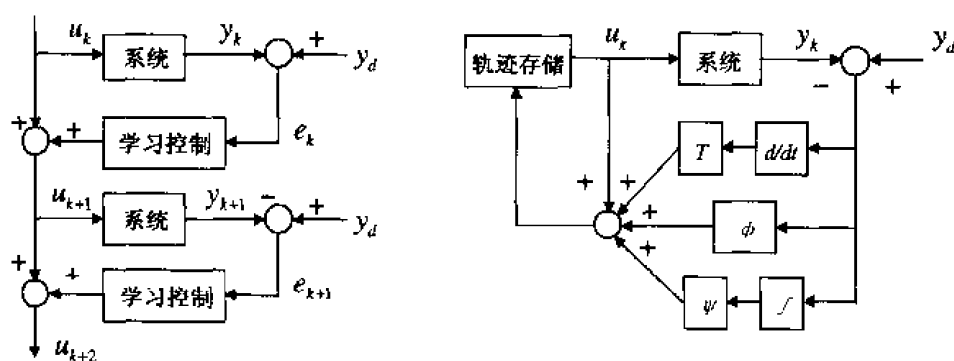 u_k 系统 y_k + y_d
+ + 学习控制 e_k
u_{k+1} 系统 y_{k+1} − + y_d
+ + 学习控制 e_{k+1}
u_{k+2}
轨迹存储 u_k 系统 y_k − + y_d
T d/dt
+ +
+ ϕ
+
ψ ∫